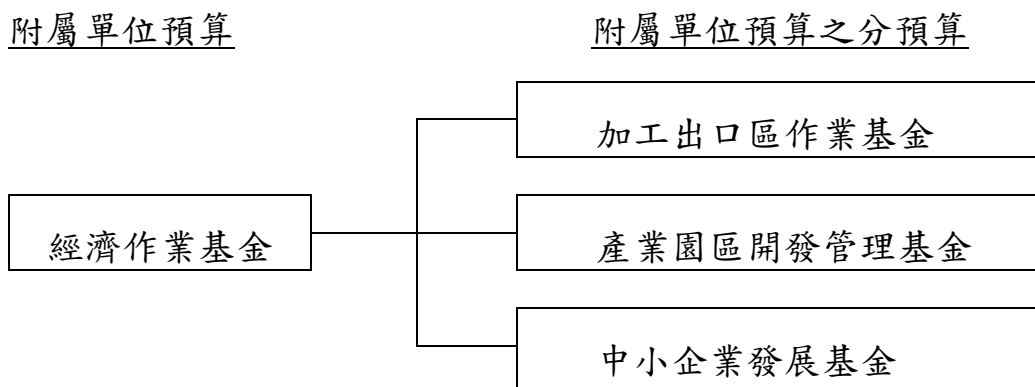 附屬單位預算
附屬單位預算之分預算
加工出口區作業基金
經濟作業基金
產業園區開發管理基金
中小企業發展基金